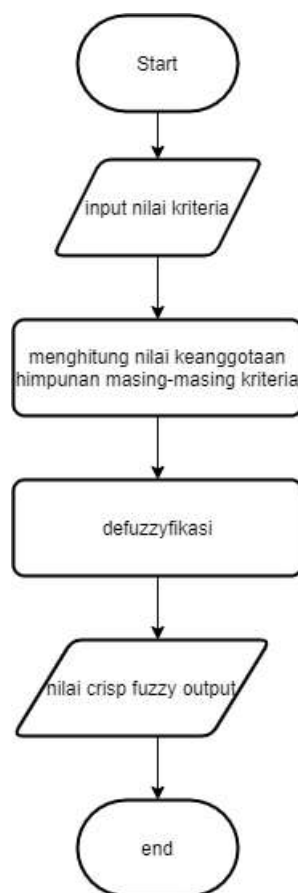 Start
input nilai kriteria
menghitung nilai keanggotaan
himpunan masing-masing kriteria
defuzzyfikasi
nilai crisp fuzzy output
end